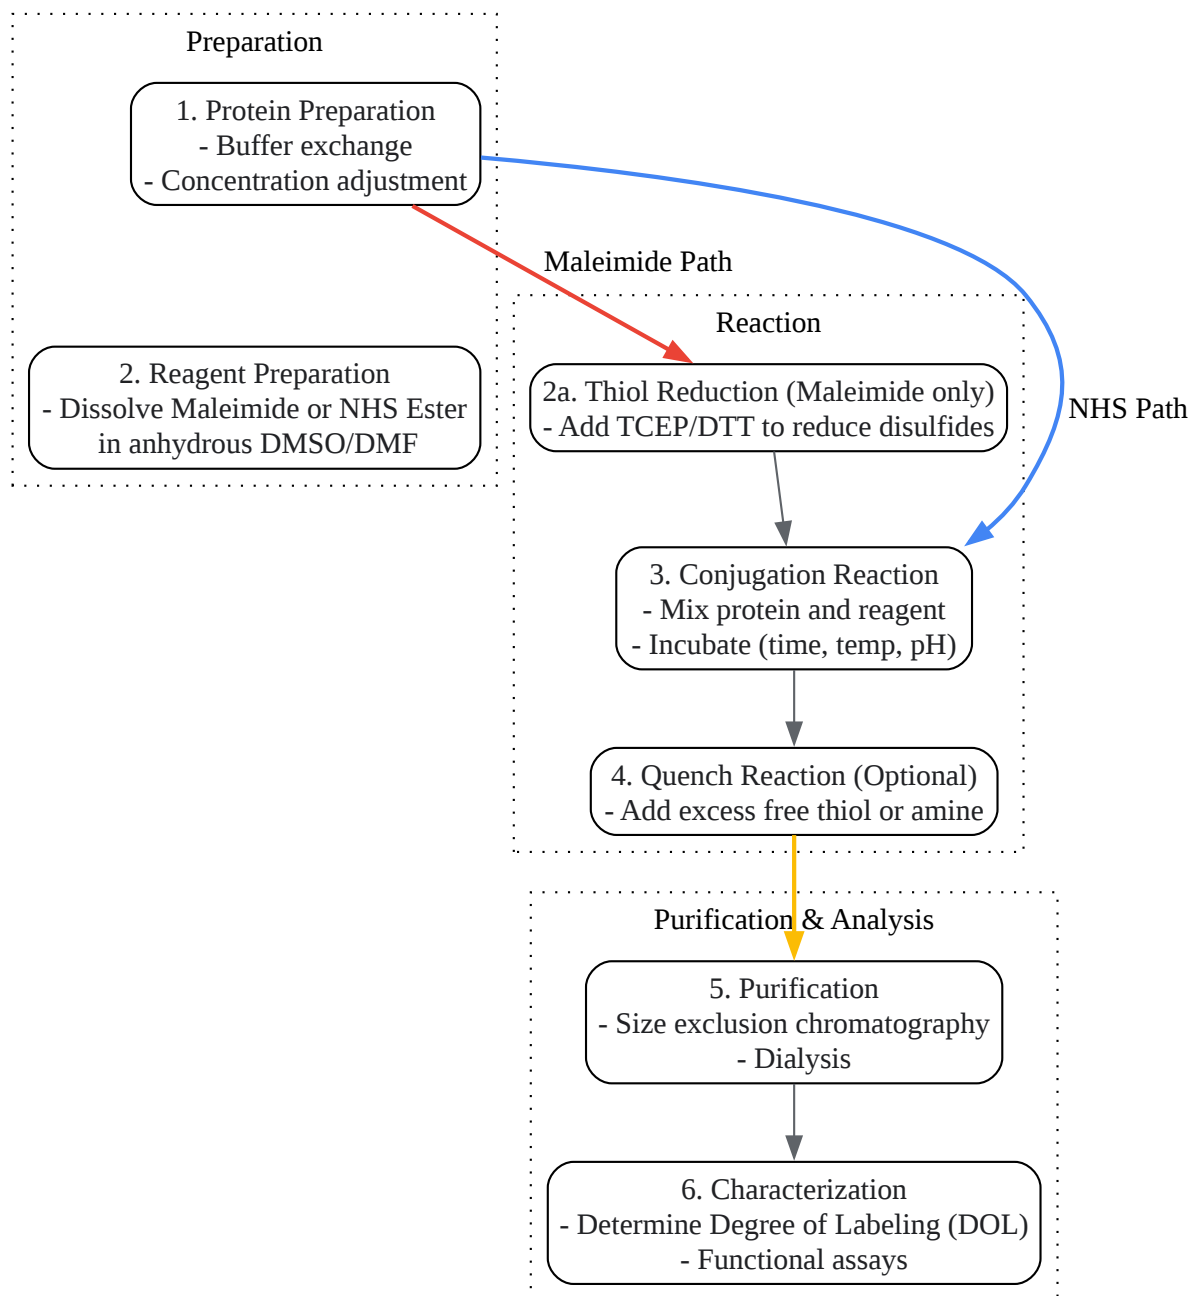 Preparation
1. Protein Preparation
- Buffer exchange
- Concentration adjustment
Maleimide Path
2. Reagent Preparation
- Dissolve Maleimide or NHS Ester
in anhydrous DMSO/DMF
Reaction
2a. Thiol Reduction (Maleimide only)
- Add TCEP/DTT to reduce disulfides
NHS Path
3. Conjugation Reaction
- Mix protein and reagent
- Incubate (time, temp, pH)
4. Quench Reaction (Optional)
- Add excess free thiol or amine
Purification & Analysis
5. Purification
- Size exclusion chromatography
- Dialysis
6. Characterization
- Determine Degree of Labeling (DOL)
- Functional assays